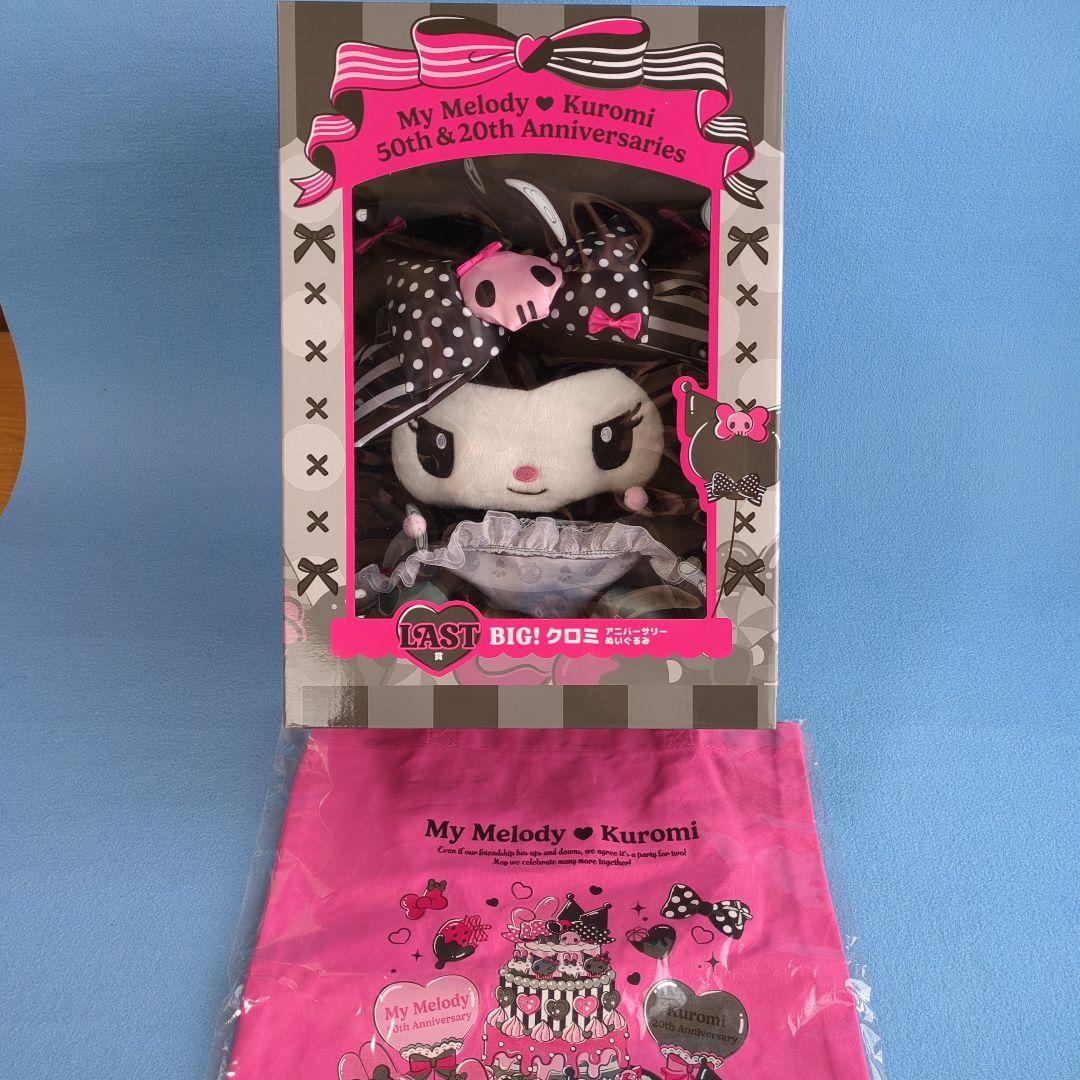 My Melody ♥ Kuromi
50th & 20th Anniversaries
LAST
賞
BIG! クロミ アニバーサリー
ぬいぐるみ
My Melody ♥ Kuromi
Even if our friendship has ups and downs, we agree it's a party for two!
May we celebrate many more together!
My Melody
50th Anniversary
Kuromi
20th Anniversary